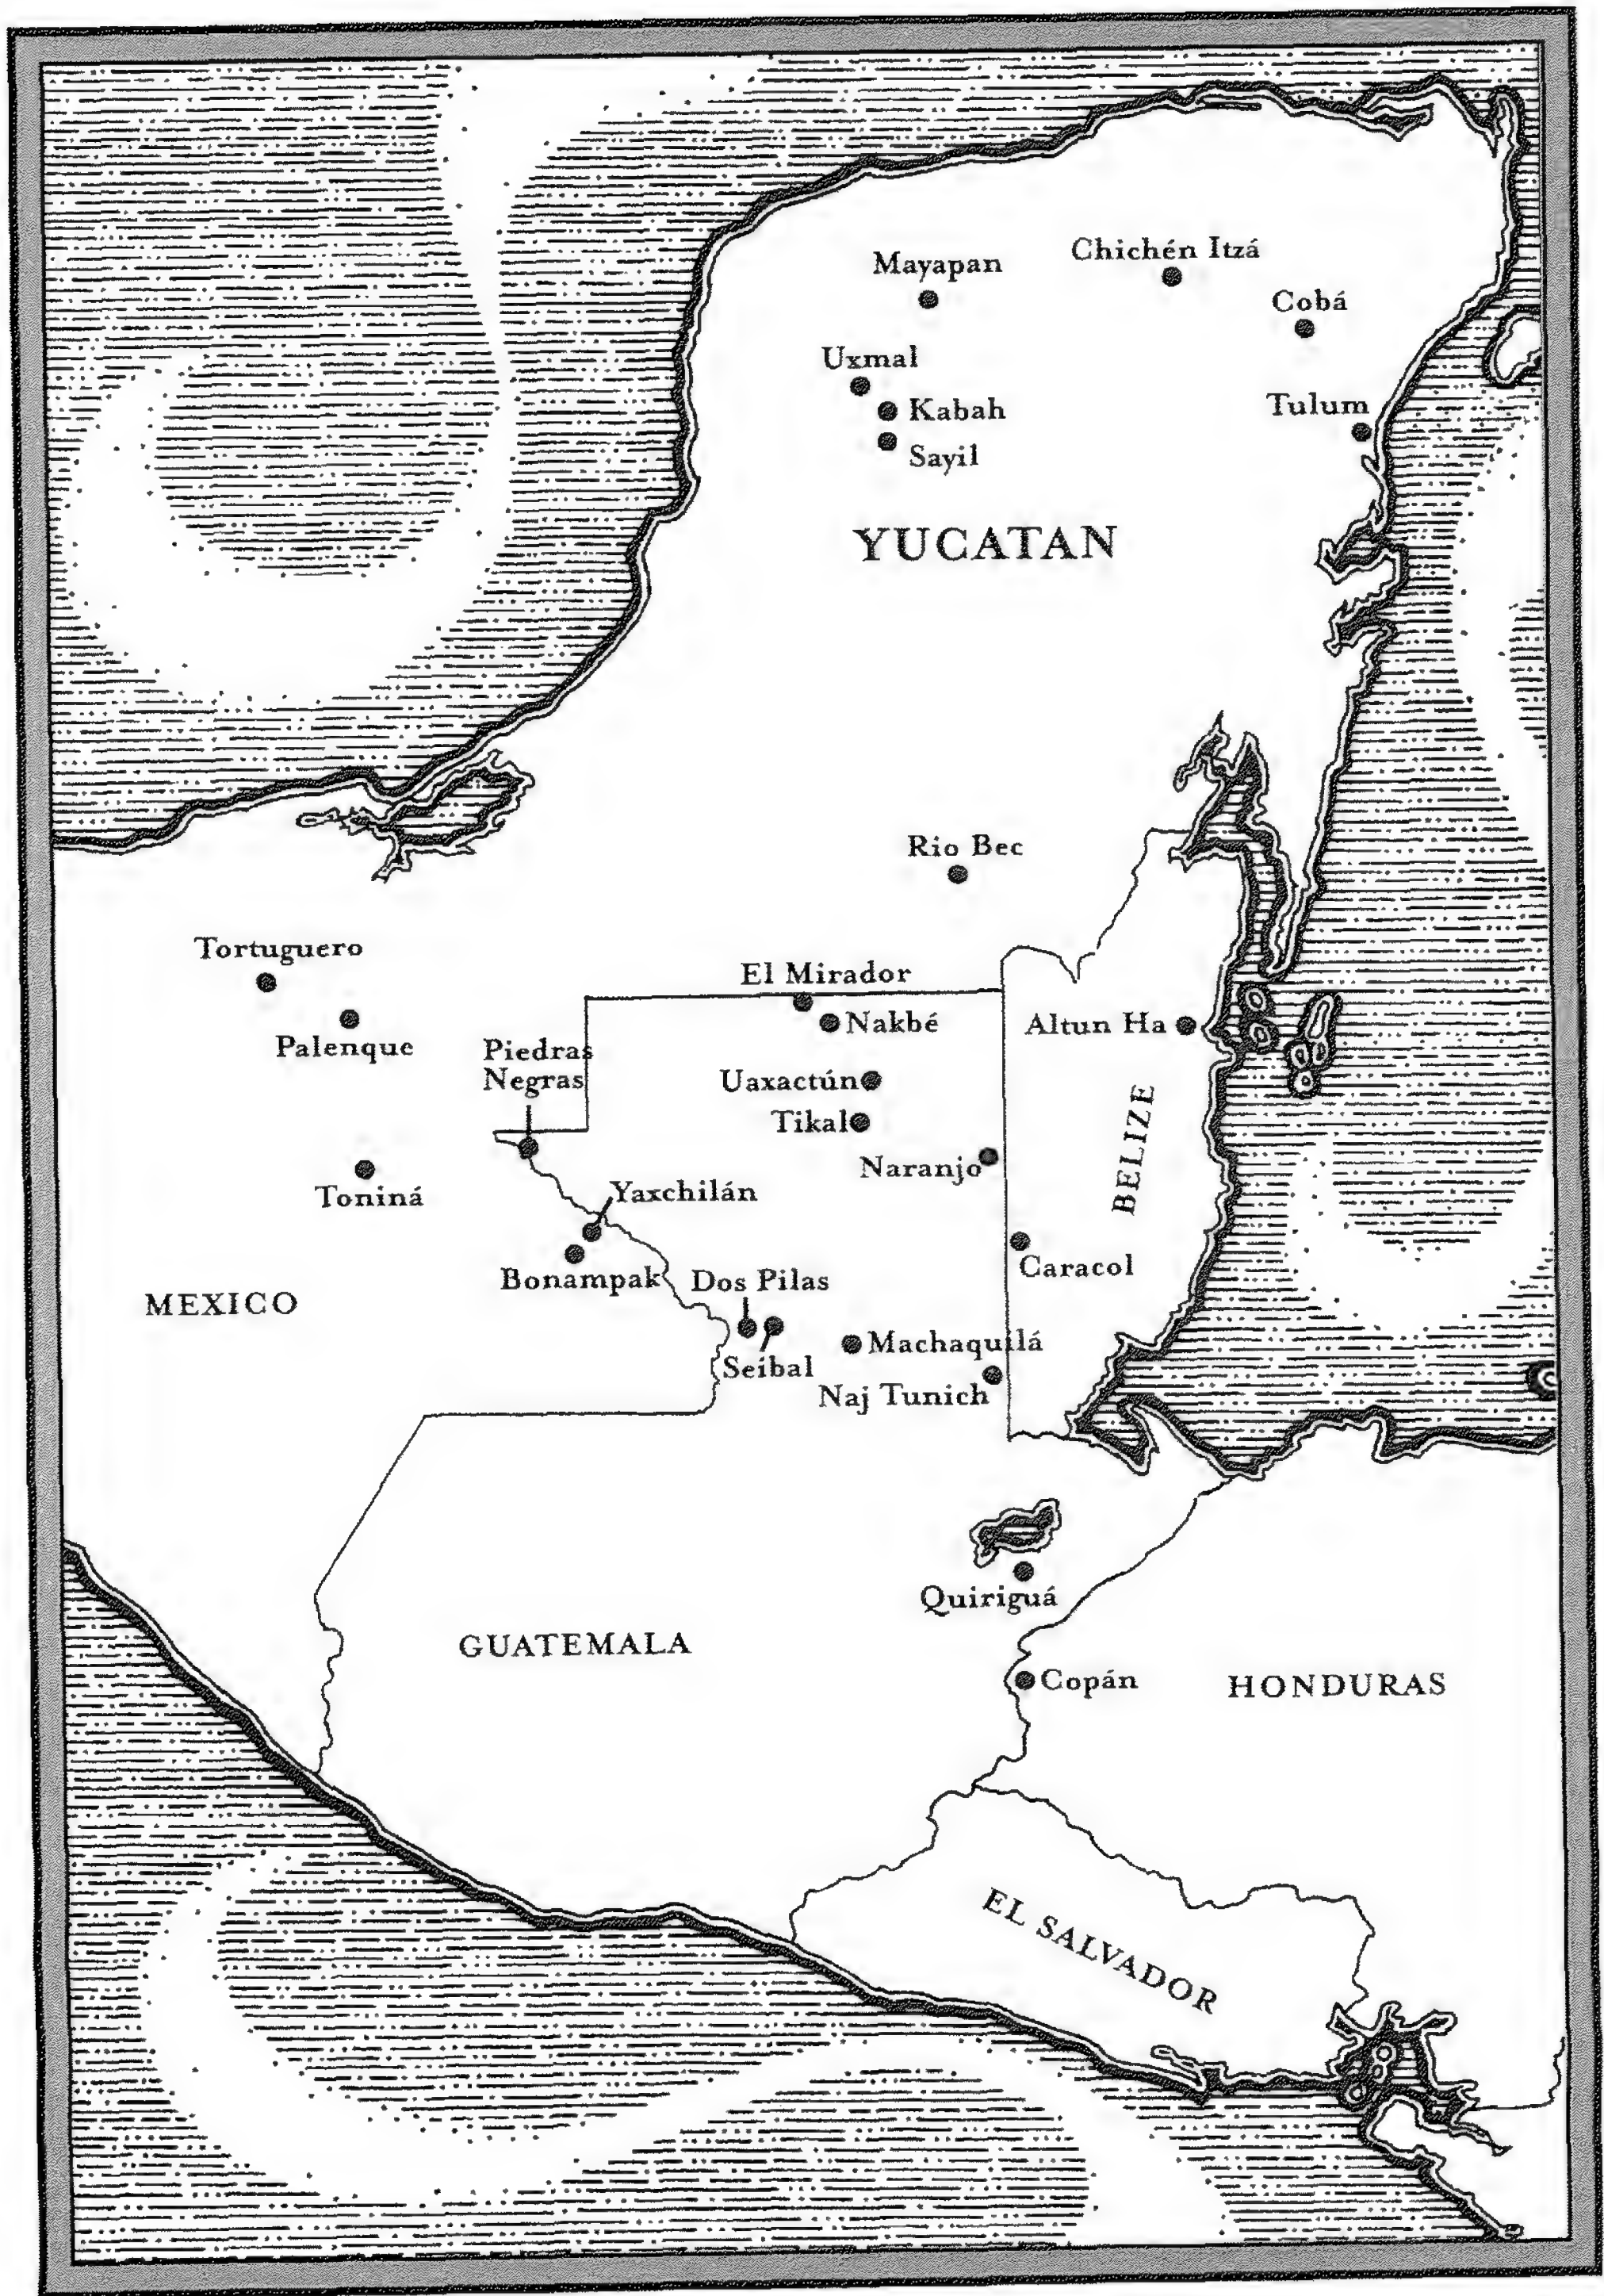 Mayapan
Chichén Itzá
Cobá
Uxmal
Kabah
Sayil
Tulum
YUCATAN
Rio Bec
Tortuguero
Palenque
El Mirador
Nakbé
Altun Ha
Piedras
Negras
Uaxactún
Tikal
Naranjo
BELIZE
Toniná
Yaxchilán
Bonampak
Caracol
MEXICO
Dos Pilas
Seibal
Machaquilá
Naj Tunich
Quiriguá
GUATEMALA
Copán
HONDURAS
EL SALVADOR